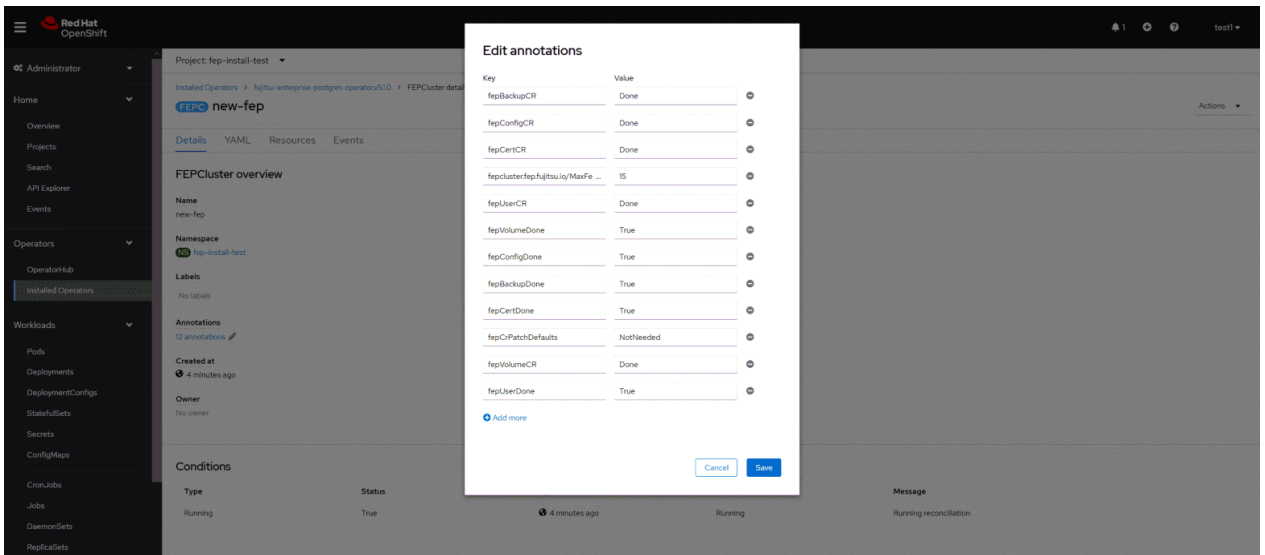 Red Hat
OpenShift
1
test1
Administrator
Home
Overview
Projects
Search
API Explorer
Events
Operators
OperatorHub
Installed Operators
Workloads
Pods
Deployments
DeploymentConfigs
StatefulSets
Secrets
ConfigMaps
CronJobs
Jobs
DaemonSets
ReplicaSets
Project: fep-install-test
Installed Operators > fujitsu-enterprise-postgres-operator.v5.1.0 > FEPCluster detail
FEPC new-fep
Actions
Details YAML Resources Events
FEPCluster overview
Name
new-fep
Namespace
NS fep-install-test
Labels
No labels
Annotations
12 annotations
Created at
4 minutes ago
Owner
No owner
Conditions
Type Status Message
Running True 4 minutes ago Running Running reconciliation
Edit annotations
Key Value
fepBackupCR Done
fepConfigCR Done
fepCertCR Done
fepcluster.fep.fujitsu.io/MaxFe ... 15
fepUserCR Done
fepVolumeDone True
fepConfigDone True
fepBackupDone True
fepCertDone True
fepCrPatchDefaults NotNeeded
fepVolumeCR Done
fepUserDone True
Add more
Cancel Save